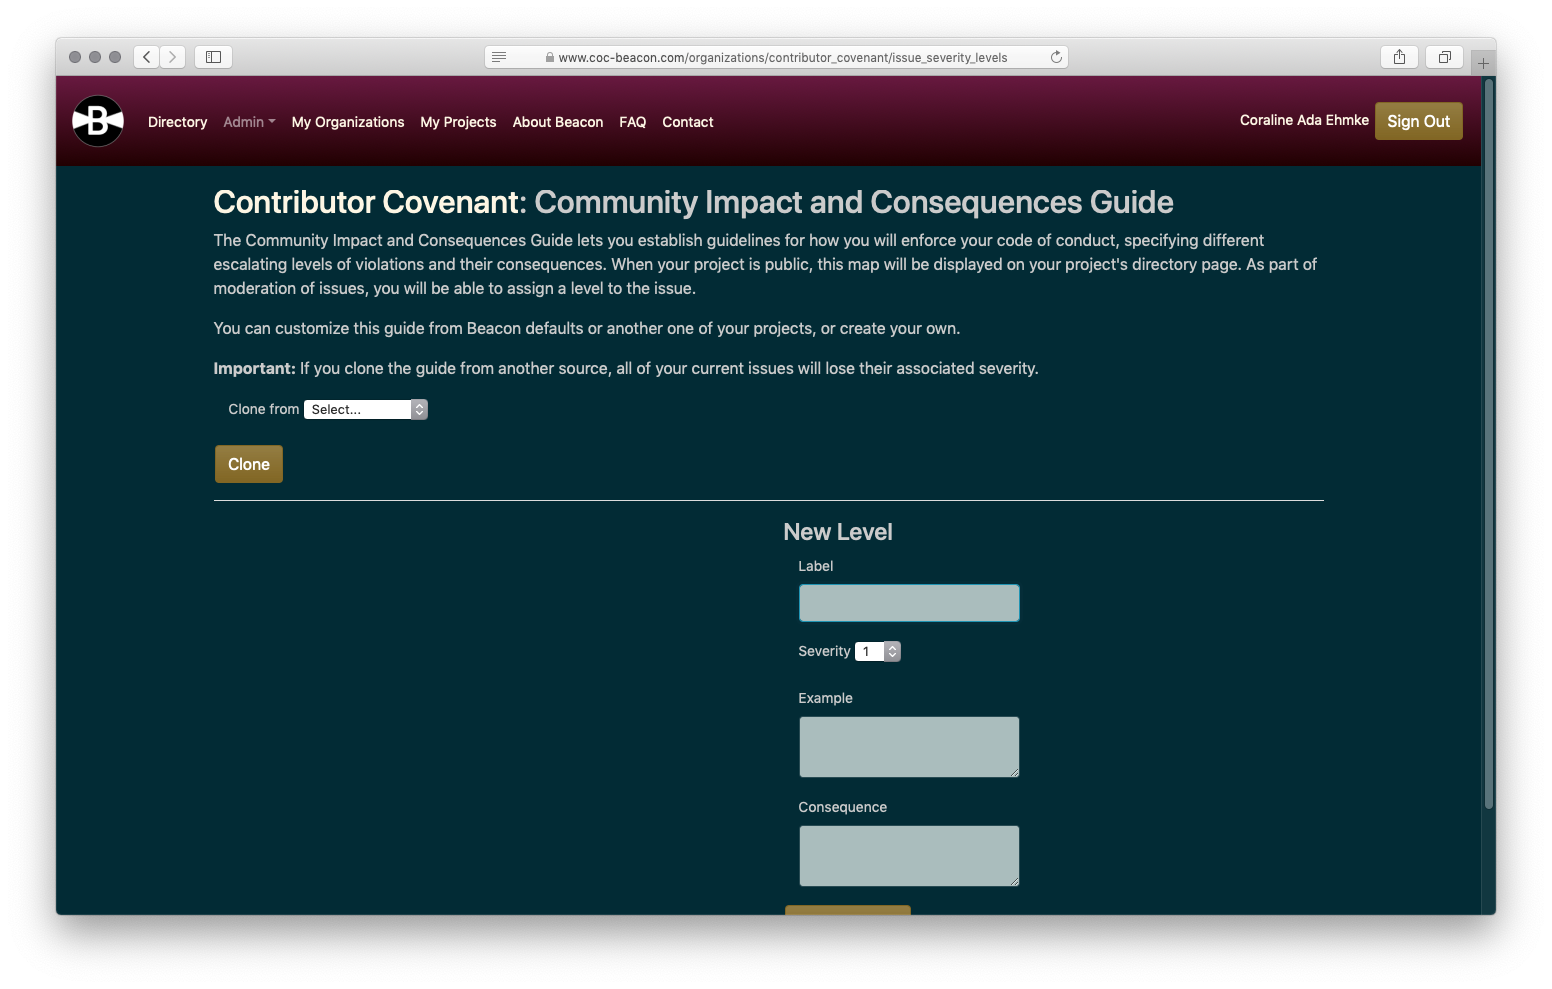 www.coc-beacon.com/organizations/contributor_covenant/issue_severity_levels
B
Directory
Admin
My Organizations
My Projects
About Beacon
FAQ
Contact
Coraline Ada Ehmke
Sign Out
Contributor Covenant: Community Impact and Consequences Guide
The Community Impact and Consequences Guide lets you establish guidelines for how you will enforce your code of conduct, specifying different
escalating levels of violations and their consequences. When your project is public, this map will be displayed on your project's directory page. As part of
moderation of issues, you will be able to assign a level to the issue.
You can customize this guide from Beacon defaults or another one of your projects, or create your own.
Important: If you clone the guide from another source, all of your current issues will lose their associated severity.
Clone from Select...
Clone
New Level
Label
Severity 1
Example
Consequence